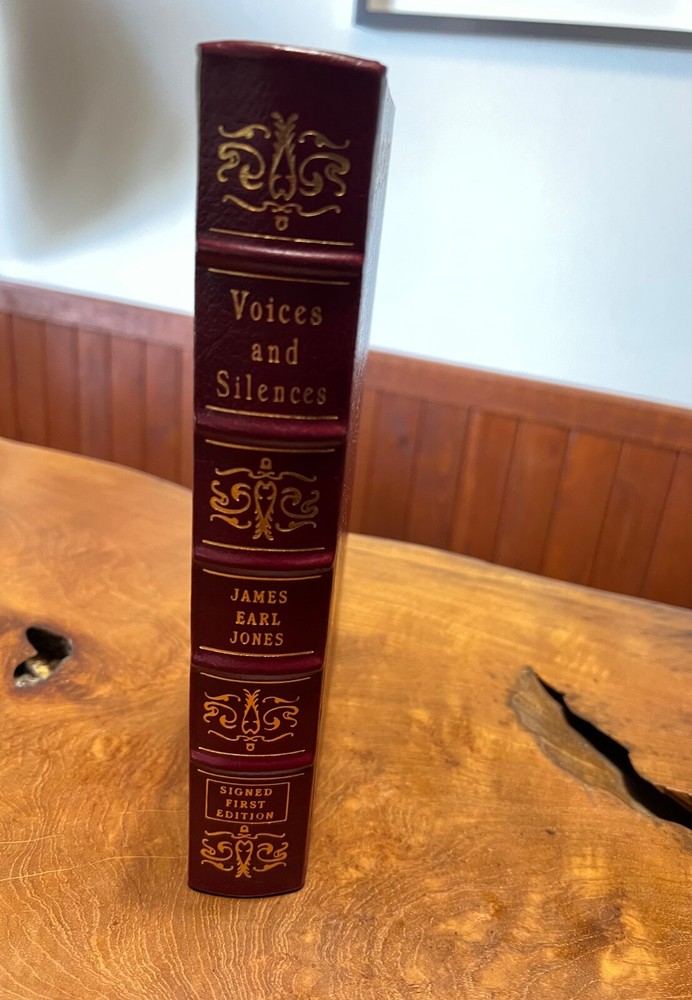 Voices
and
Silences
JAMES
EARL
JONES
SIGNED
FIRST
EDITION